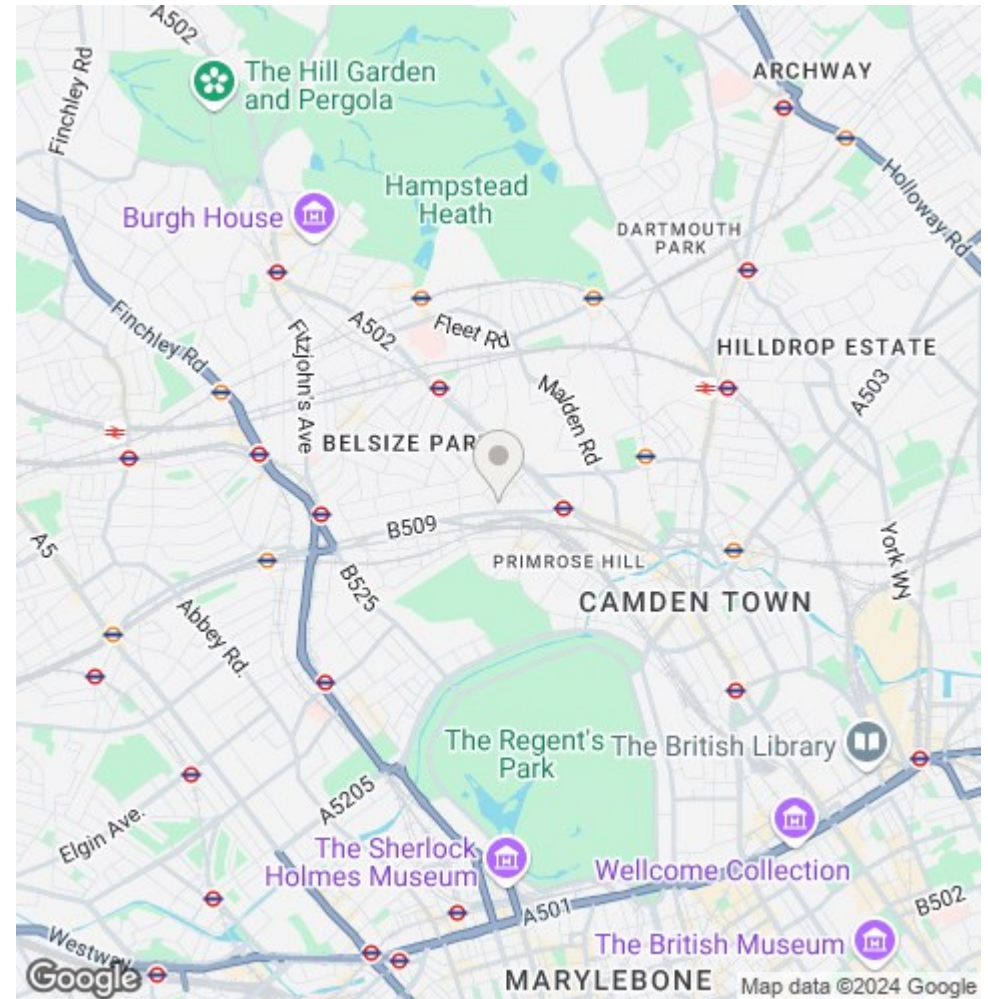 A502
Finchley Rd
The Hill Garden
and Pergola
ARCHWAY
Holloway Rd
Hampstead
Heath
Burgh House
DARTMOUTH
PARK
Finchley Rd
Fitzjohn's Ave
A502
Fleet Rd
HILLDROP ESTATE
A503
Malden Rd
BELSIZE PAR
B509
A5
B525
PRIMROSE HILL
York WN
Abbey Rd.
CAMDEN TOWN
The Regent's
Park
The British Library
A5205
Elgin Ave.
The Sherlock
Holmes Museum
Wellcome Collection
A501
B502
Westway
The British Museum
MARYLEBONE
Google
Map data ©2024 Google